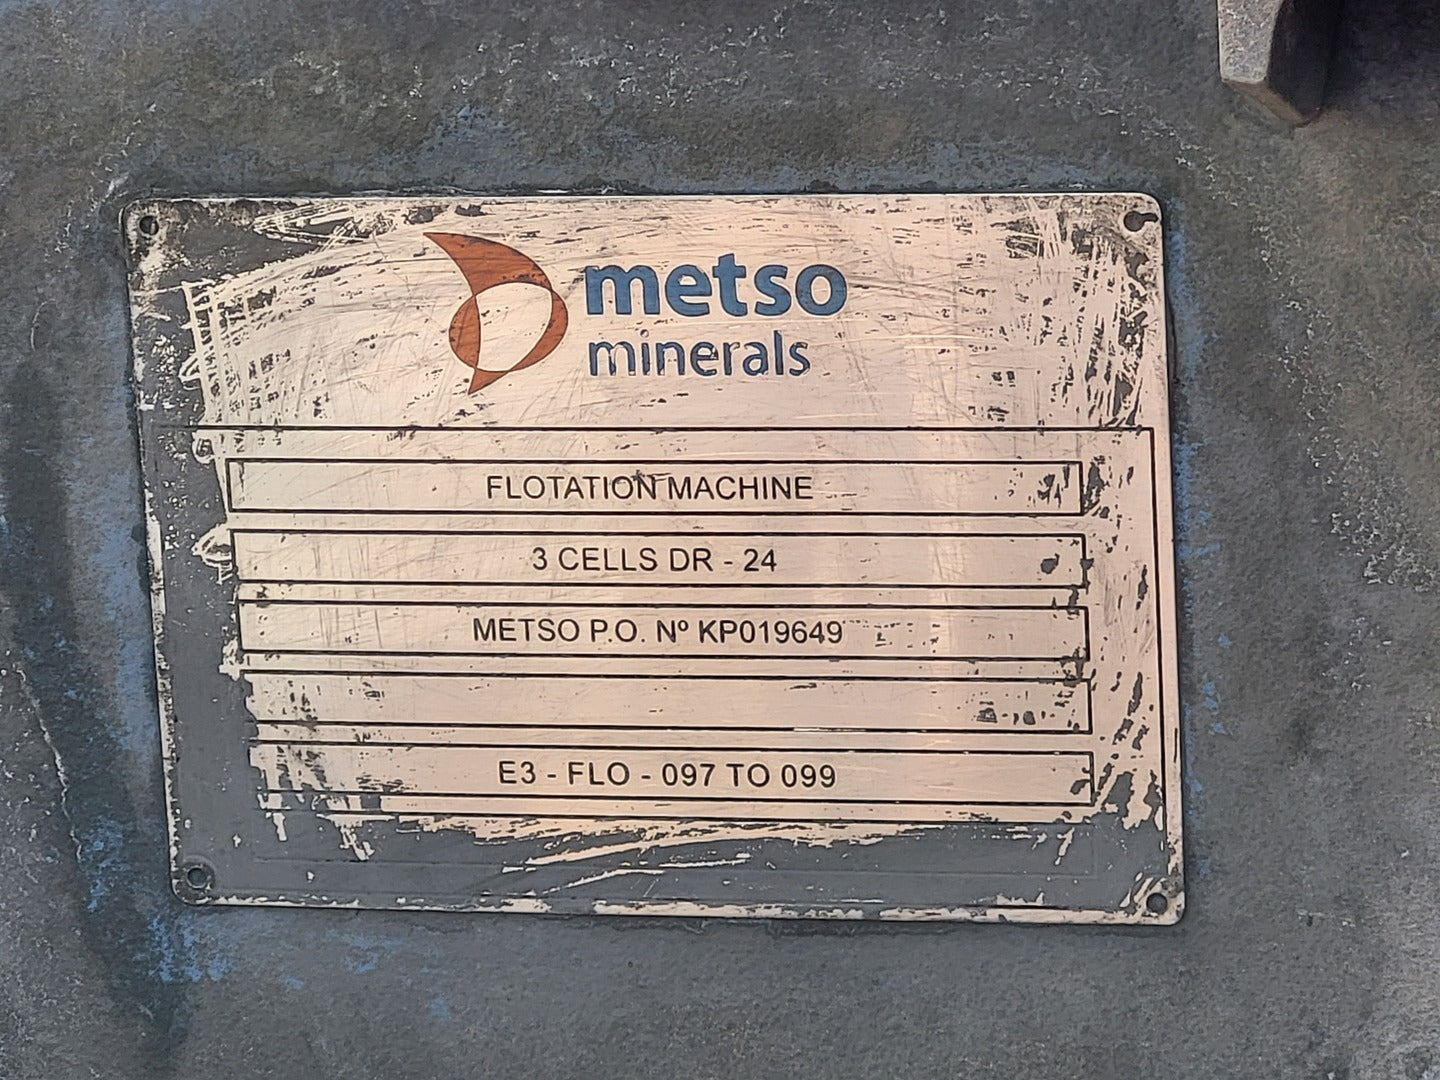 metso
minerals
FLOTATION MACHINE
3 CELLS DR - 24
METSO P.O. Nº KP019649
E3 - FLO - 097 TO 099